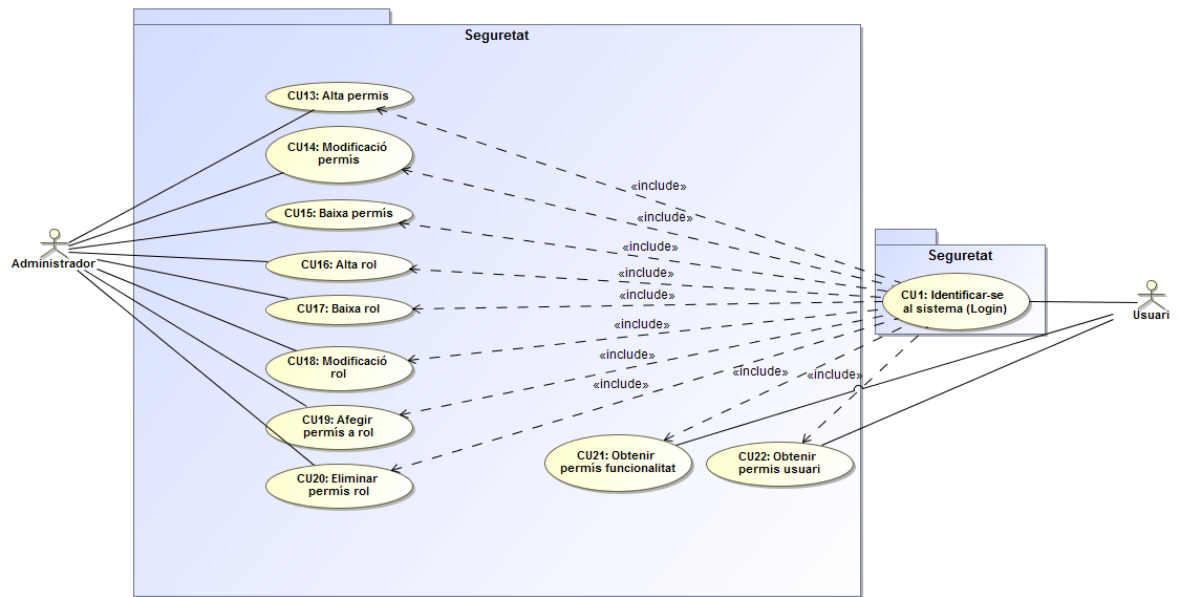 Seguretat
CU13: Alta permis
CU14: Modificació
permís
CU15: Baixa permís
CU16: Alta rol
CU17: Baixa rol
CU18: Modificació
rol
CU19: Afegir
permís a rol
CU20: Eliminar
permís rol
Administrador
«include»
«include»
«include»
«include»
«include»
«include»
«include»
«include»
«include»
«include»
CU21: Obtenir
permís funcionalitat
CU22: Obtenir
permis usuari
Seguretat
CU1: Identificar-se
al sistema (Login)
Usuari